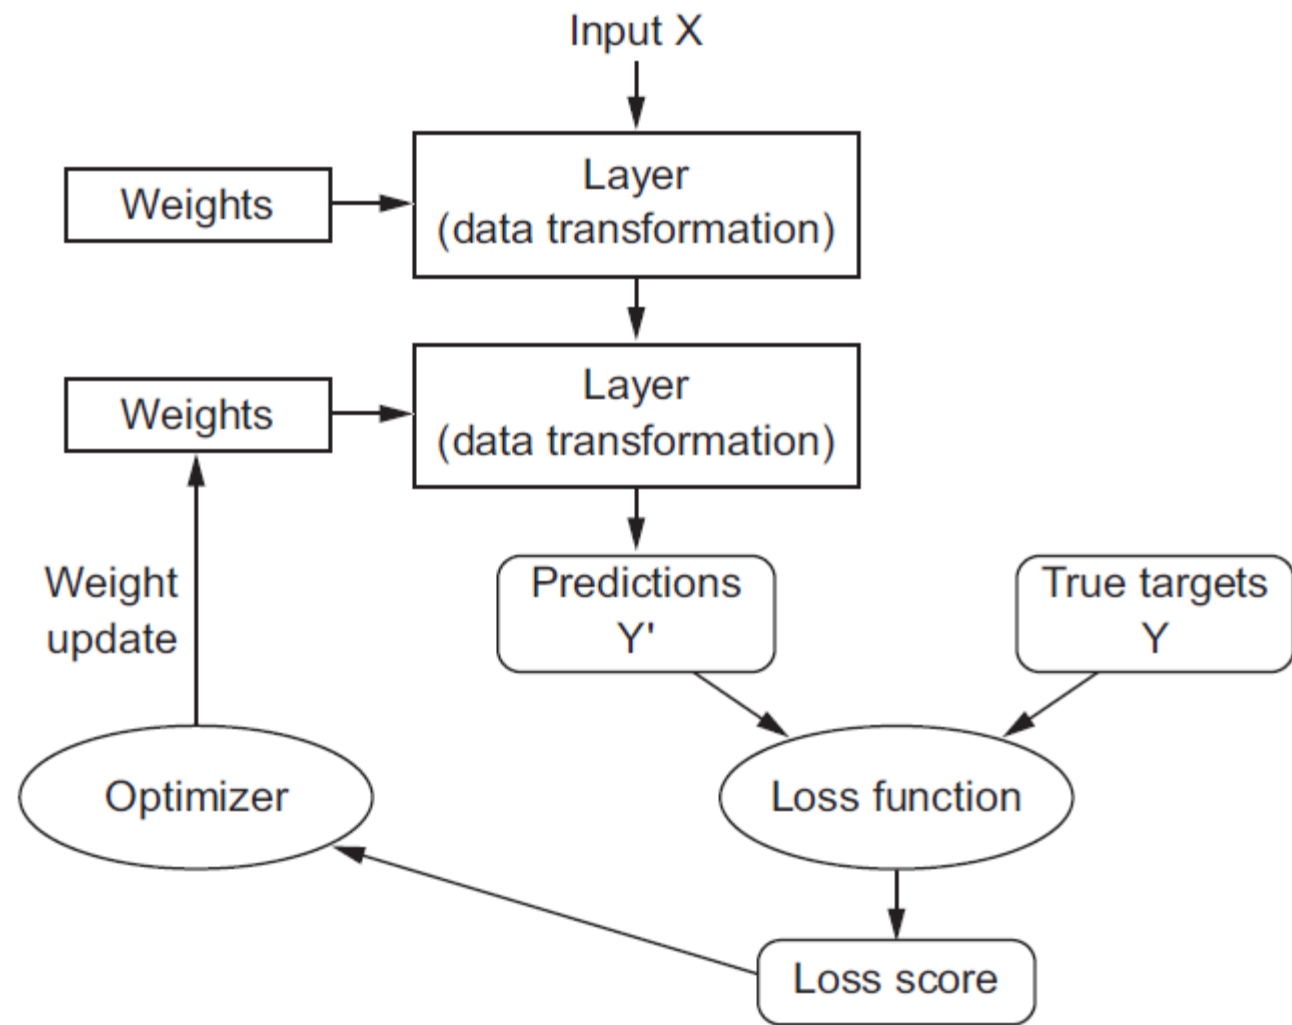 Input X
Layer
(data transformation)
Weights
Layer
(data transformation)
Weights
Weight
update
Predictions
Y'
True targets
Y
Optimizer
Loss function
Loss score